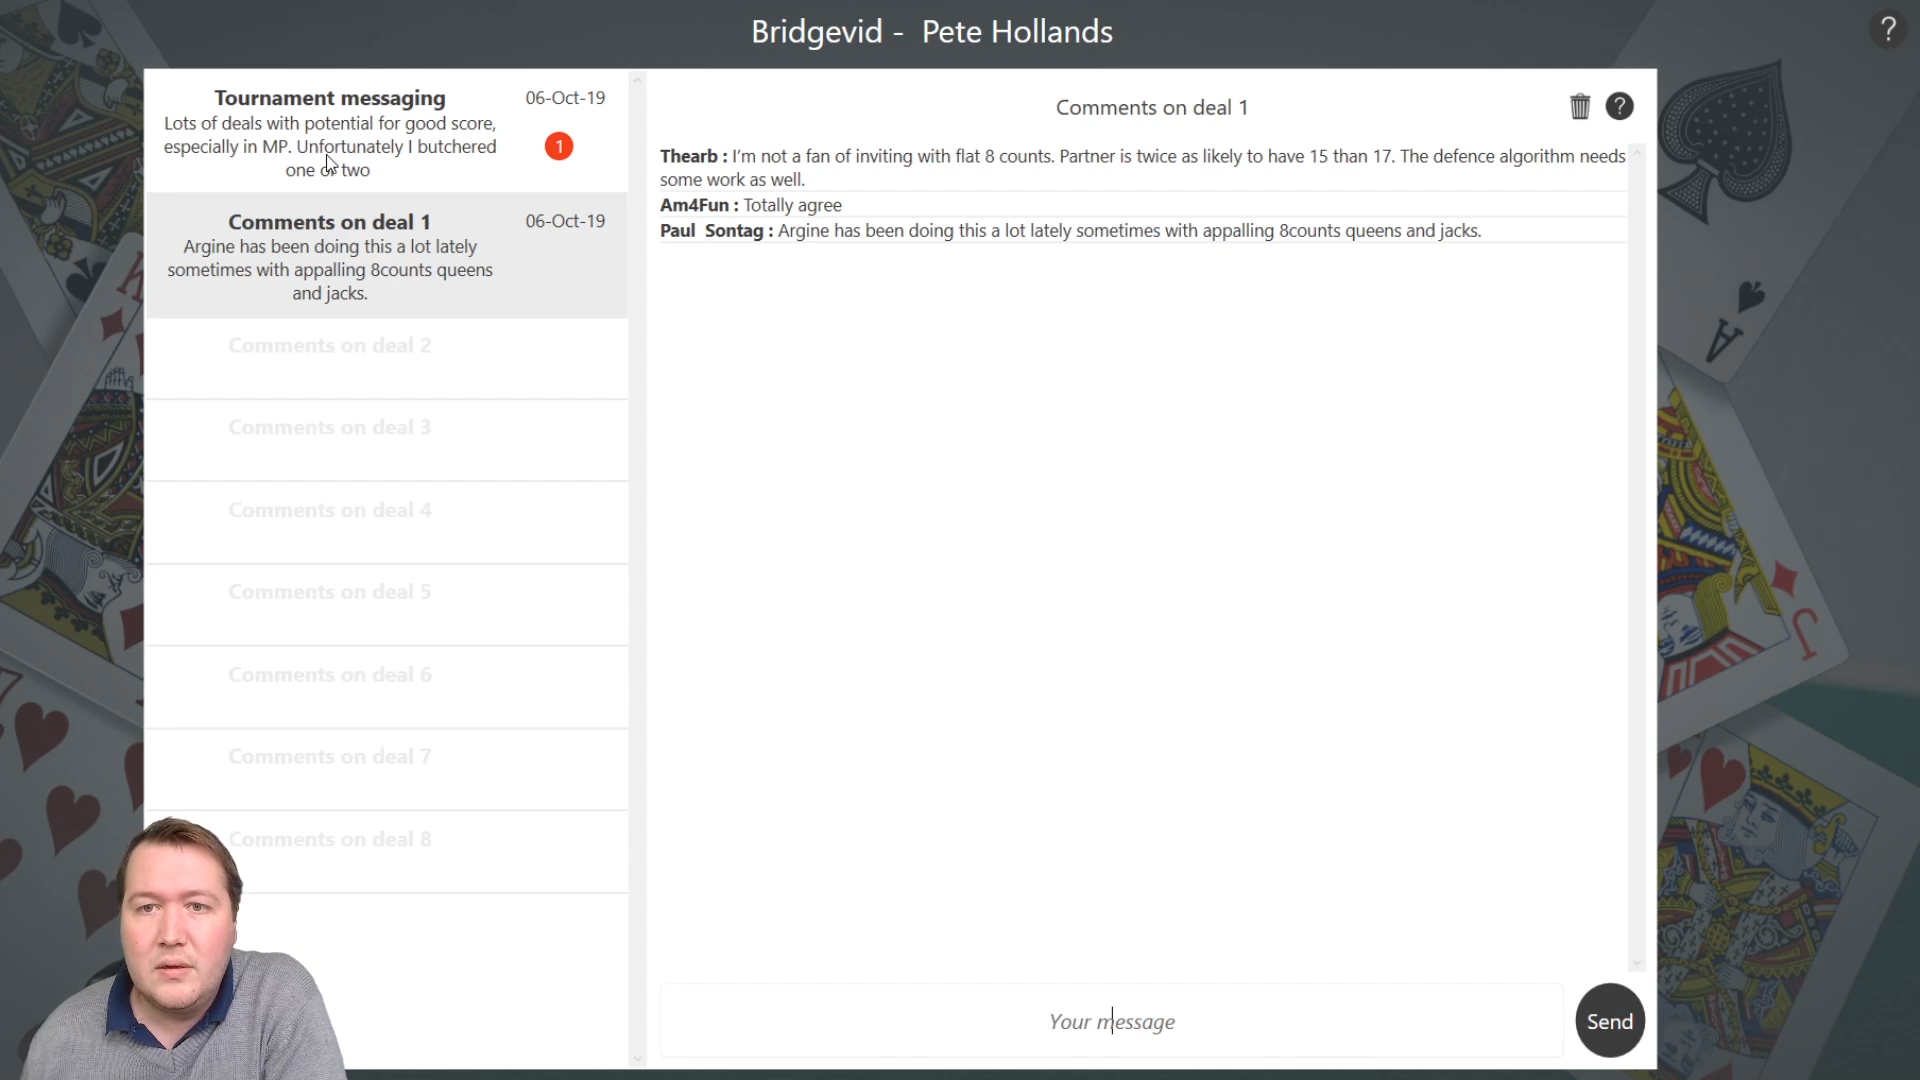 Bridgevid - Pete Hollands
?
Tournament messaging
06-Oct-19
Lots of deals with potential for good score,
especially in MP. Unfortunately I butchered
one or two
1
Comments on deal 1
06-Oct-19
Argine has been doing this a lot lately
sometimes with appalling 8counts queens
and jacks.
Comments on deal 2
Comments on deal 3
Comments on deal 4
Comments on deal 5
Comments on deal 6
Comments on deal 7
Comments on deal 8
Comments on deal 1
?
Thearb : I'm not a fan of inviting with flat 8 counts. Partner is twice as likely to have 15 than 17. The defence algorithm needs
some work as well.
Am4Fun : Totally agree
Paul Sontag : Argine has been doing this a lot lately sometimes with appalling 8counts queens and jacks.
Your message
Send
K
A
J